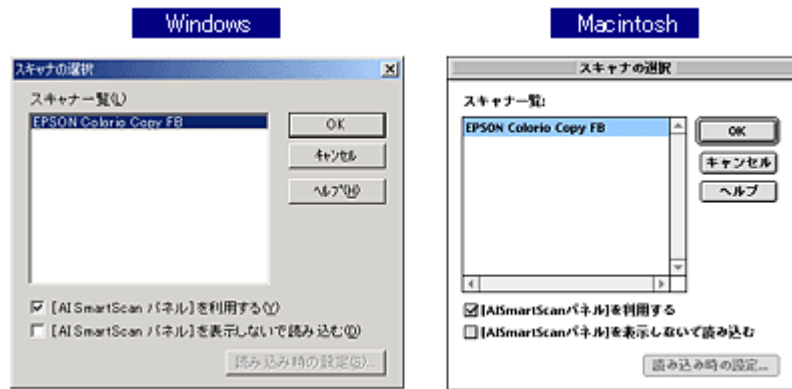 Windows
スキャナの選択
スキャナ一覧(L)
EPSON Colorio Copy FB
OK
キャンセル
ヘルプ(H)
[AI SmartScan パネル]を利用する(Y)
[AI SmartScan パネル]を表示しないで読み込む(D)
読み込み時の設定(S)...
Macintosh
スキャナの選択
スキャナ一覧:
EPSON Colorio Copy FB
OK
キャンセル
ヘルプ
[AISmartScanパネル]を利用する
[AISmartScanパネル]を表示しないで読み込む
読み込み時の設定...